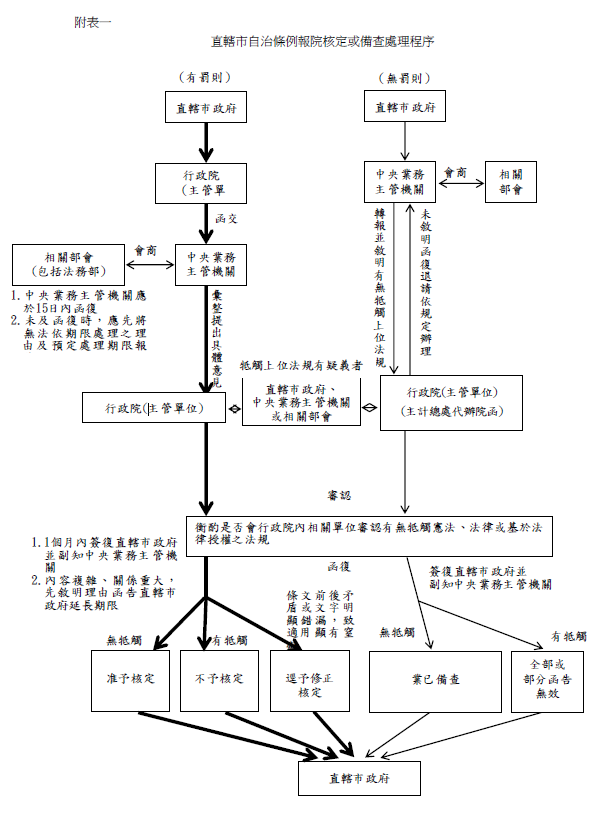 附表一
直轄市自治條例報院核定或備查處理程序
（有罰則）
（無罰則）
直轄市政府
直轄市政府
行政院
（主管單
中央業務
主管機關
會商
相關
部會
函交
相關部會
（包括法務部）
會商
中央業務
主管機關
1.中央業務主管機關應
於15日內函復
2.未及函復時，應先將
無法依期限處理之理
由及預定處理期限報
彙整提出具體意見
轉報並敘明有無牴觸上位法規
未敘明函復退請依規定辦理
牴觸上位法規有疑義者
行政院(主管單位)
直轄市政府、
中央業務主管機關
或相關部會
行政院(主管單位)
(主計總處代辦院函)
審認
衡酌是否會行政院內相關單位審認有無牴觸憲法、法律或基於法
律授權之法規
1.1個月內簽復直轄市政府
並副知中央業務主管機
關
2.內容複雜、關係重大，
先敘明理由函告直轄市
政府延長期限
函復
簽復直轄市政府並
副知中央業務主管機關
條文前後矛
盾或文字明
顯錯漏，致
適用顯有窒
無牴觸
有牴觸
無牴觸
有牴觸
准予核定
不予核定
逕予修正
核定
業已備查
全部或
部分函告
無效
直轄市政府